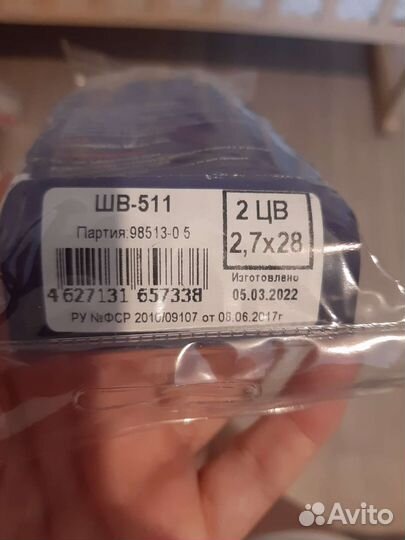 ШВ-511
Партия:98513-0 5
2 ЦВ
2,7x28
4 627131 657338
Изготовлено
05.03.2022
РУ №ФСР 2010/09107 от 08.06.2017г
Avito